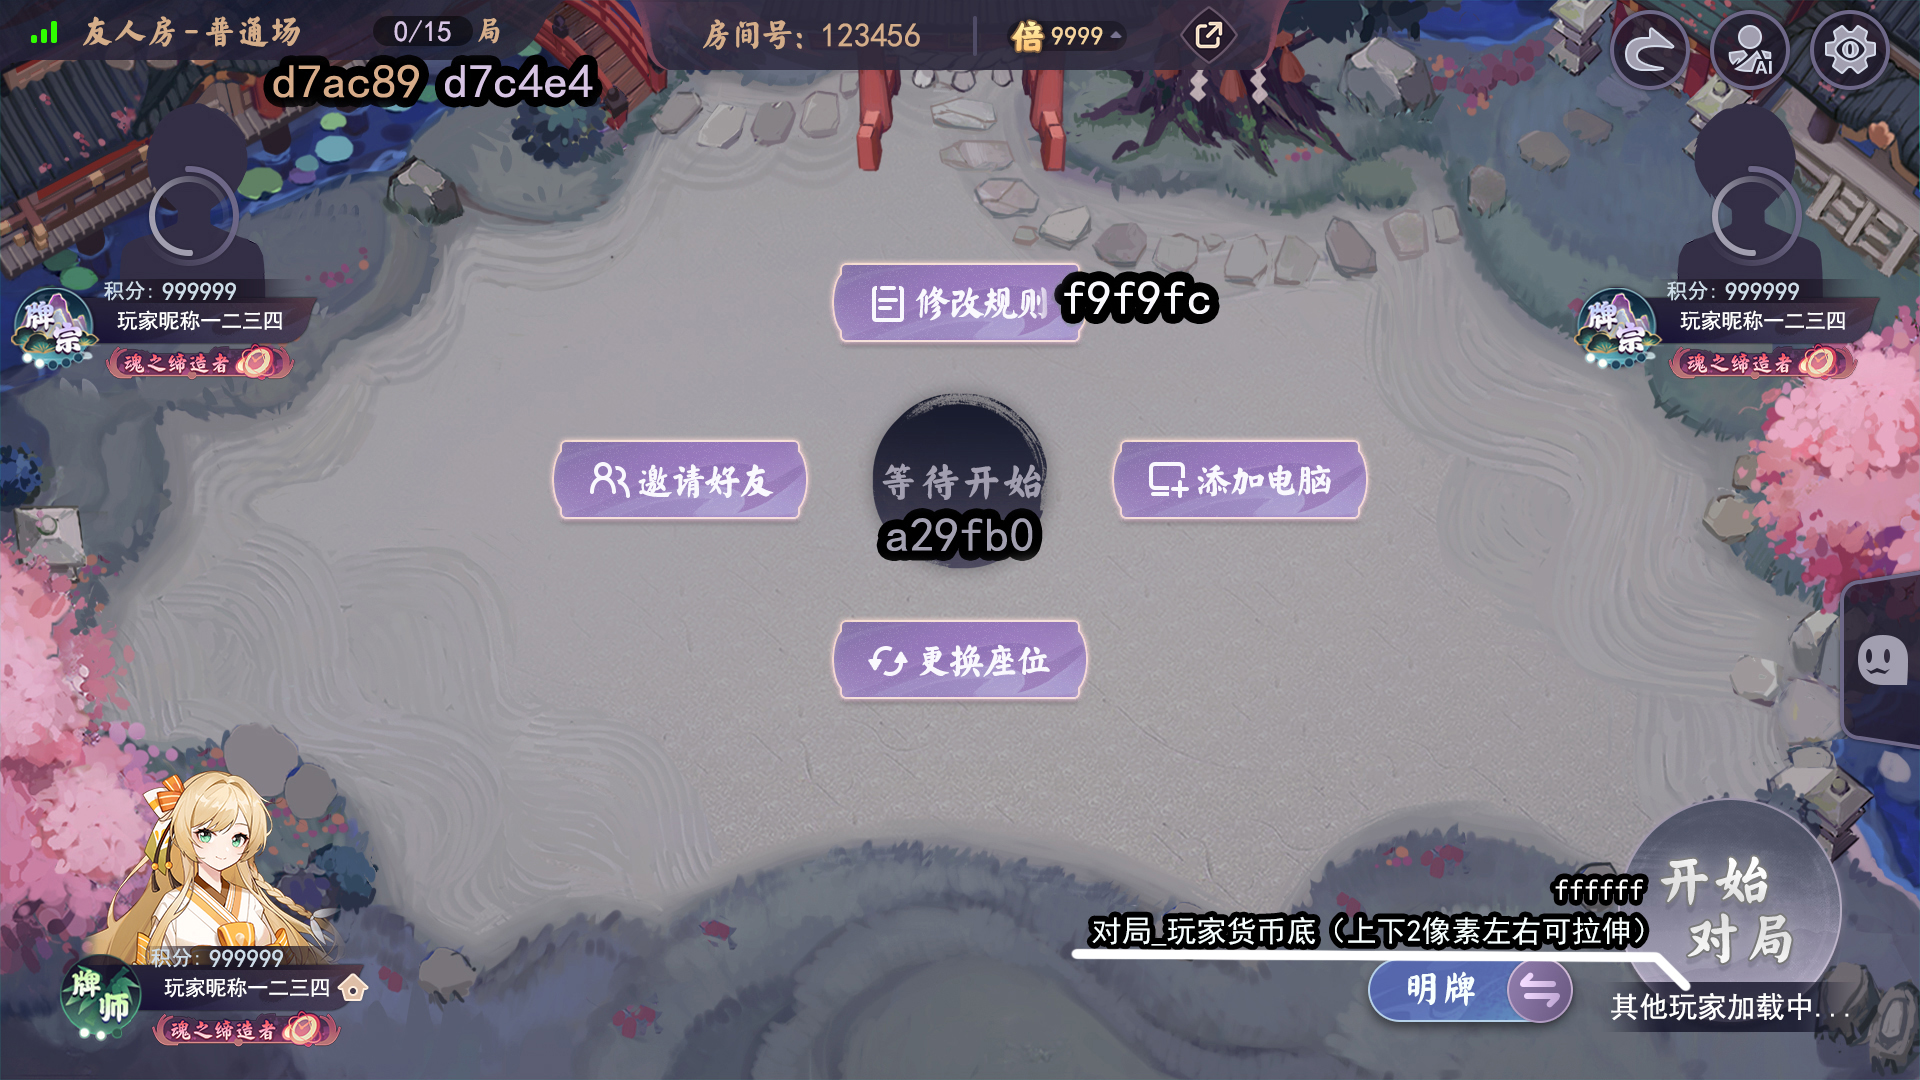 友人房-普通场 0/15 局
房间号：123456 倍 9999
AI
d7ac89 d7c4e4
积分：999999
玩家昵称一二三四
牌宗
魂之缔造者
积分：999999
玩家昵称一二三四
牌宗
魂之缔造者
修改规则 f9f9fc
邀请好友
等待开始
a29fb0
添加电脑
更换座位
ffffff
对局_玩家货币底（上下2像素左右可拉伸）
开始
对局
明牌
其他玩家加载中...
积分：999999
玩家昵称一二三四
牌师
魂之缔造者